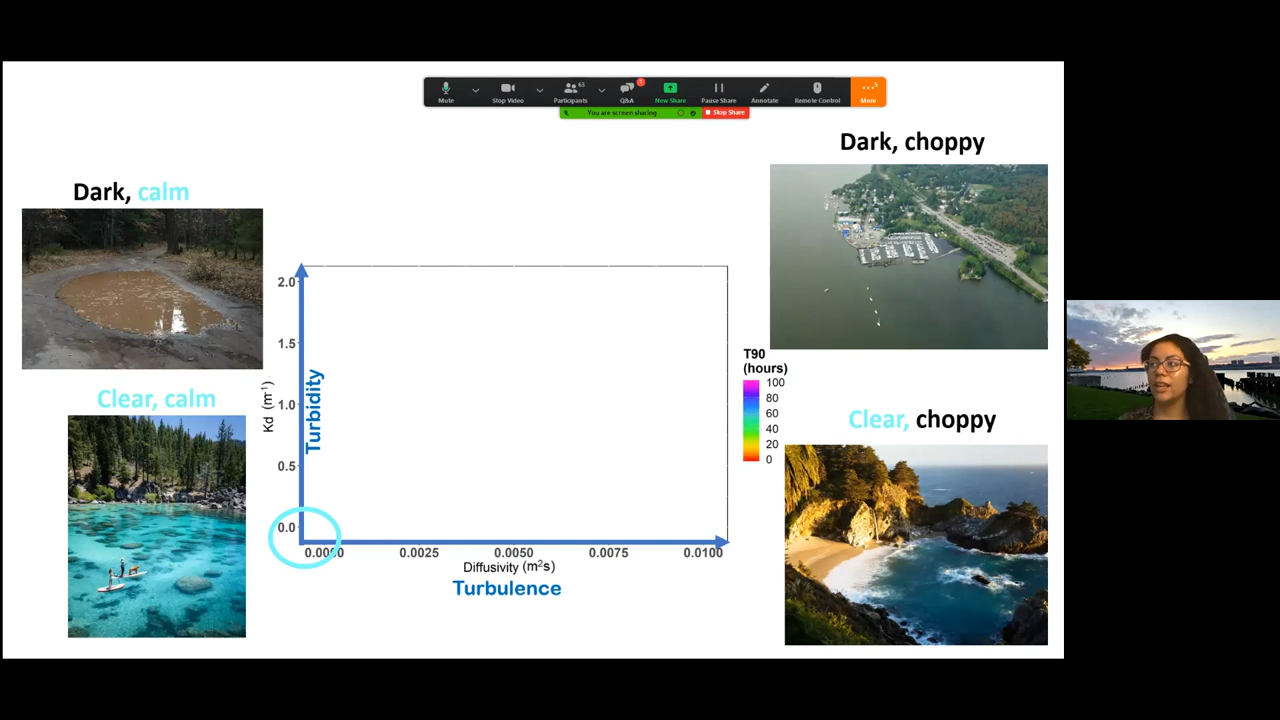 63
1
5
Mute
Stop Video
Participants
Q&A
New Share
Pause Share
Annotate
Remote Control
More
You are screen sharing
Stop Share
Dark, choppy
Dark, calm
Clear, calm
Clear, choppy
T90
(hours)
100
80
60
40
20
0
2.0
1.5
1.0
0.5
0.0
Kd (m⁻¹)
Turbidity
0.0000
0.0025
0.0050
0.0075
0.0100
Diffusivity (m²s)
Turbulence